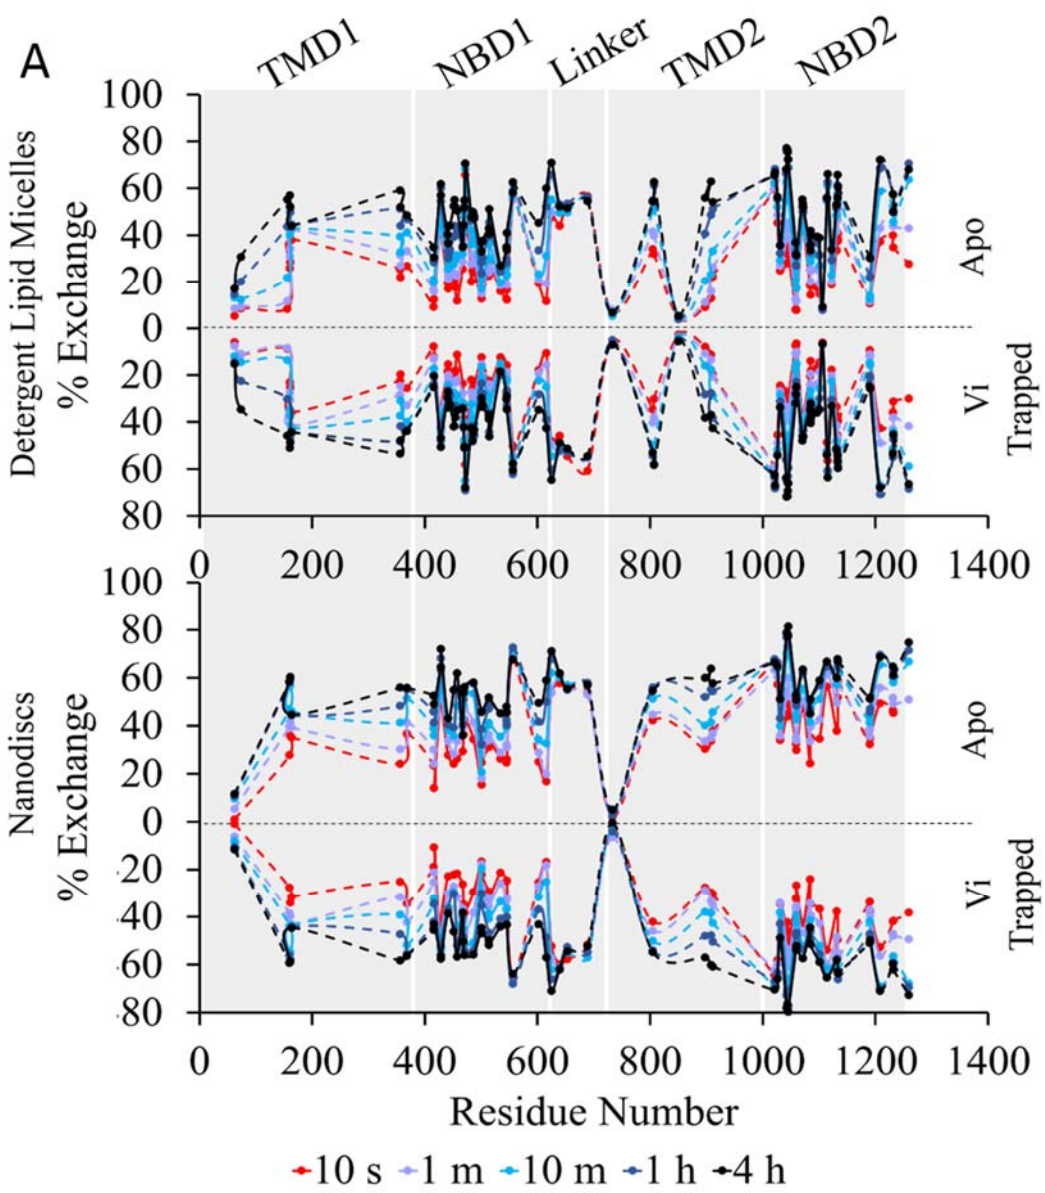 A
TMD1 NBD1 Linker TMD2 NBD2
Detergent Lipid Micelles
% Exchange
100
80
60
40
20
0
20
40
60
80
Apo
Vi
Trapped
0 200 400 600 800 1000 1200 1400
Nanodiscs
% Exchange
100
80
60
40
20
0
20
40
60
80
Apo
Vi
Trapped
0 200 400 600 800 1000 1200 1400
Residue Number
10 s 1 m 10 m 1 h 4 h